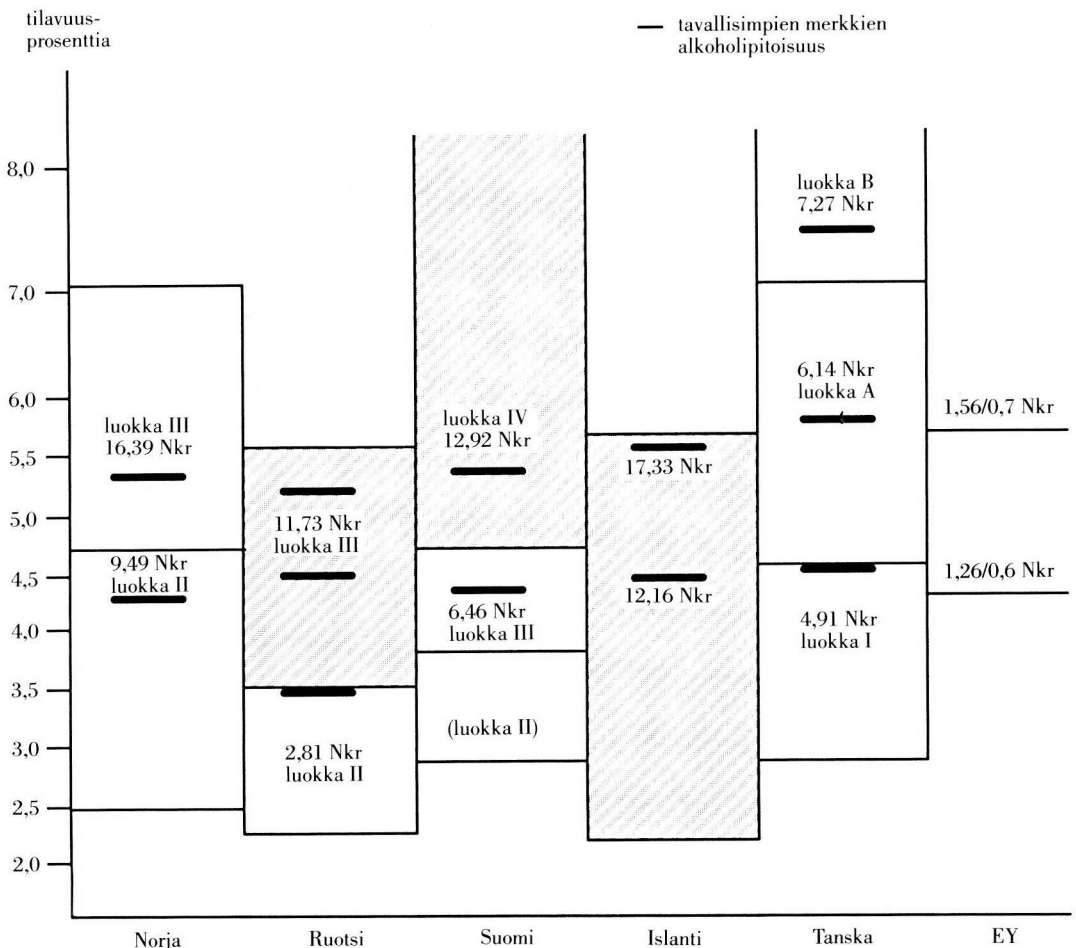 tilavuus-
prosenttia
tavallisimpien merkkien
alkoholipitoisuus
8,0
7,0
6,0
5,5
5,0
4,5
4,0
3,5
3,0
2,5
2,0
luokka III
16,39 Nkr
9,49 Nkr
luokka II
11,73 Nkr
luokka III
2,81 Nkr
luokka II
luokka IV
12,92 Nkr
6,46 Nkr
luokka III
(luokka II)
17,33 Nkr
12,16 Nkr
luokka B
7,27 Nkr
6,14 Nkr
luokka A
4,91 Nkr
luokka I
1,56/0,7 Nkr
1,26/0,6 Nkr
Norja
Ruotsi
Suomi
Islanti
Tanska
EY